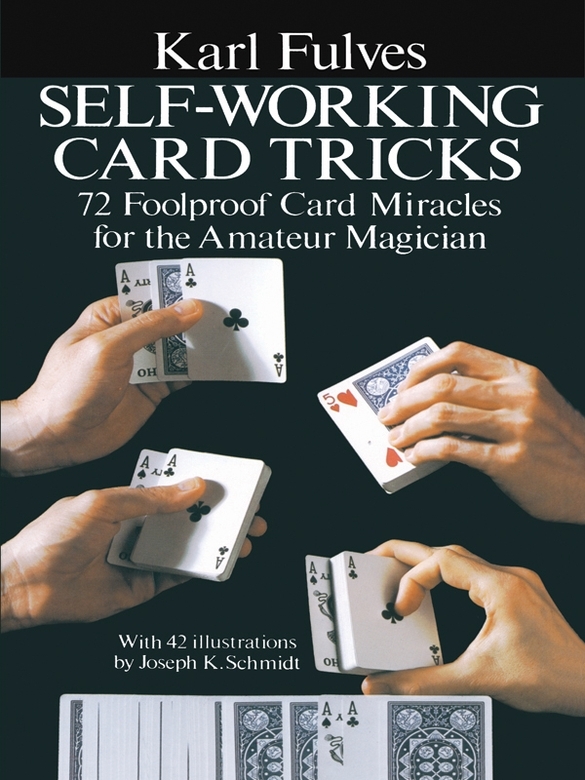 Karl Fulves
SELF-WORKING
CARD TRICKS
72 Foolproof Card Miracles
for the Amateur Magician
A
A
A
5
A
A
A
A
A
A
A
With 42 illustrations
by Joseph K. Schmidt
A
A